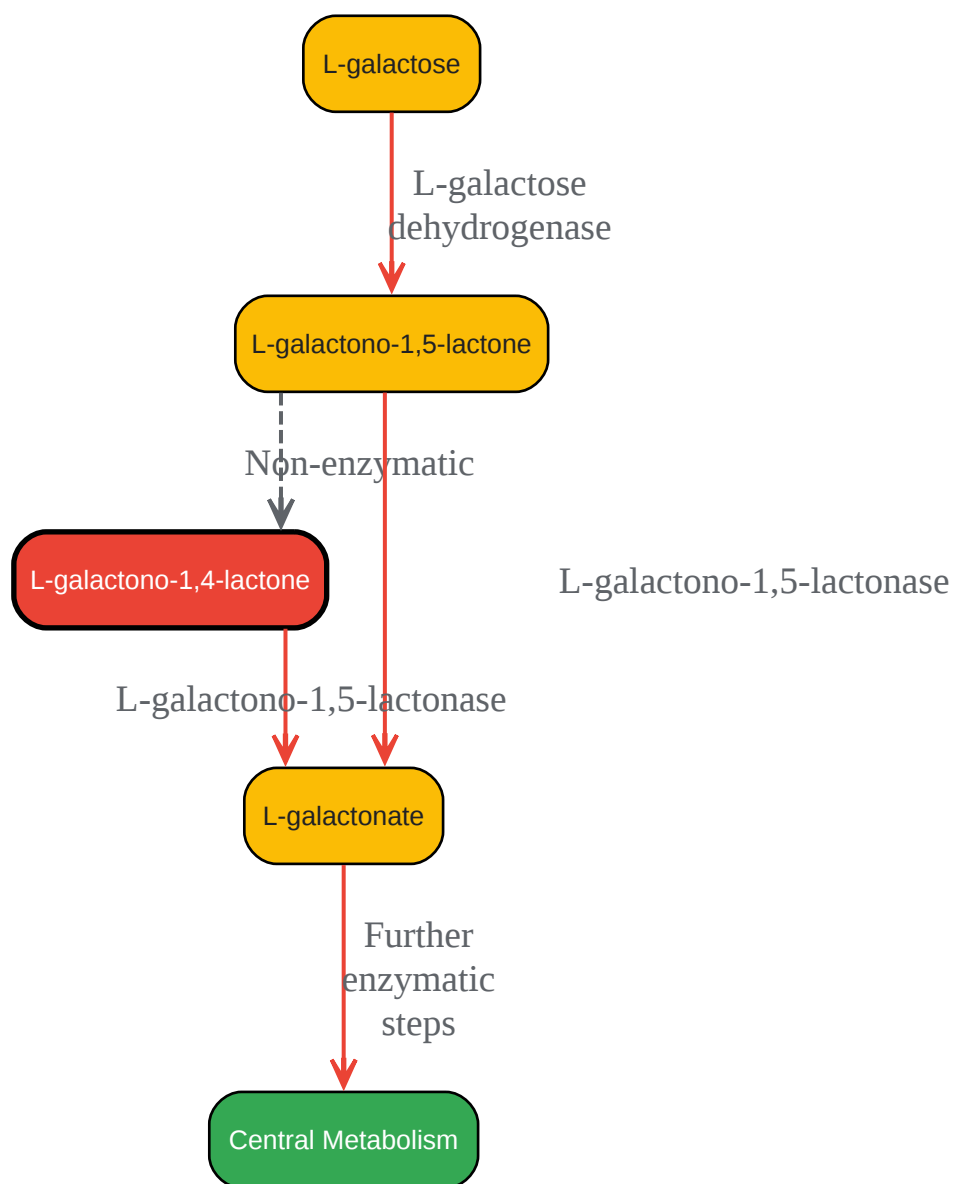 L-galactose
L-galactose
dehydrogenase
L-galactono-1,5-lactone
Non-enzymatic
L-galactono-1,4-lactone
L-galactono-1,5-lactonase
L-galactono-1,5-lactonase
L-galactonate
Further
enzymatic
steps
Central Metabolism